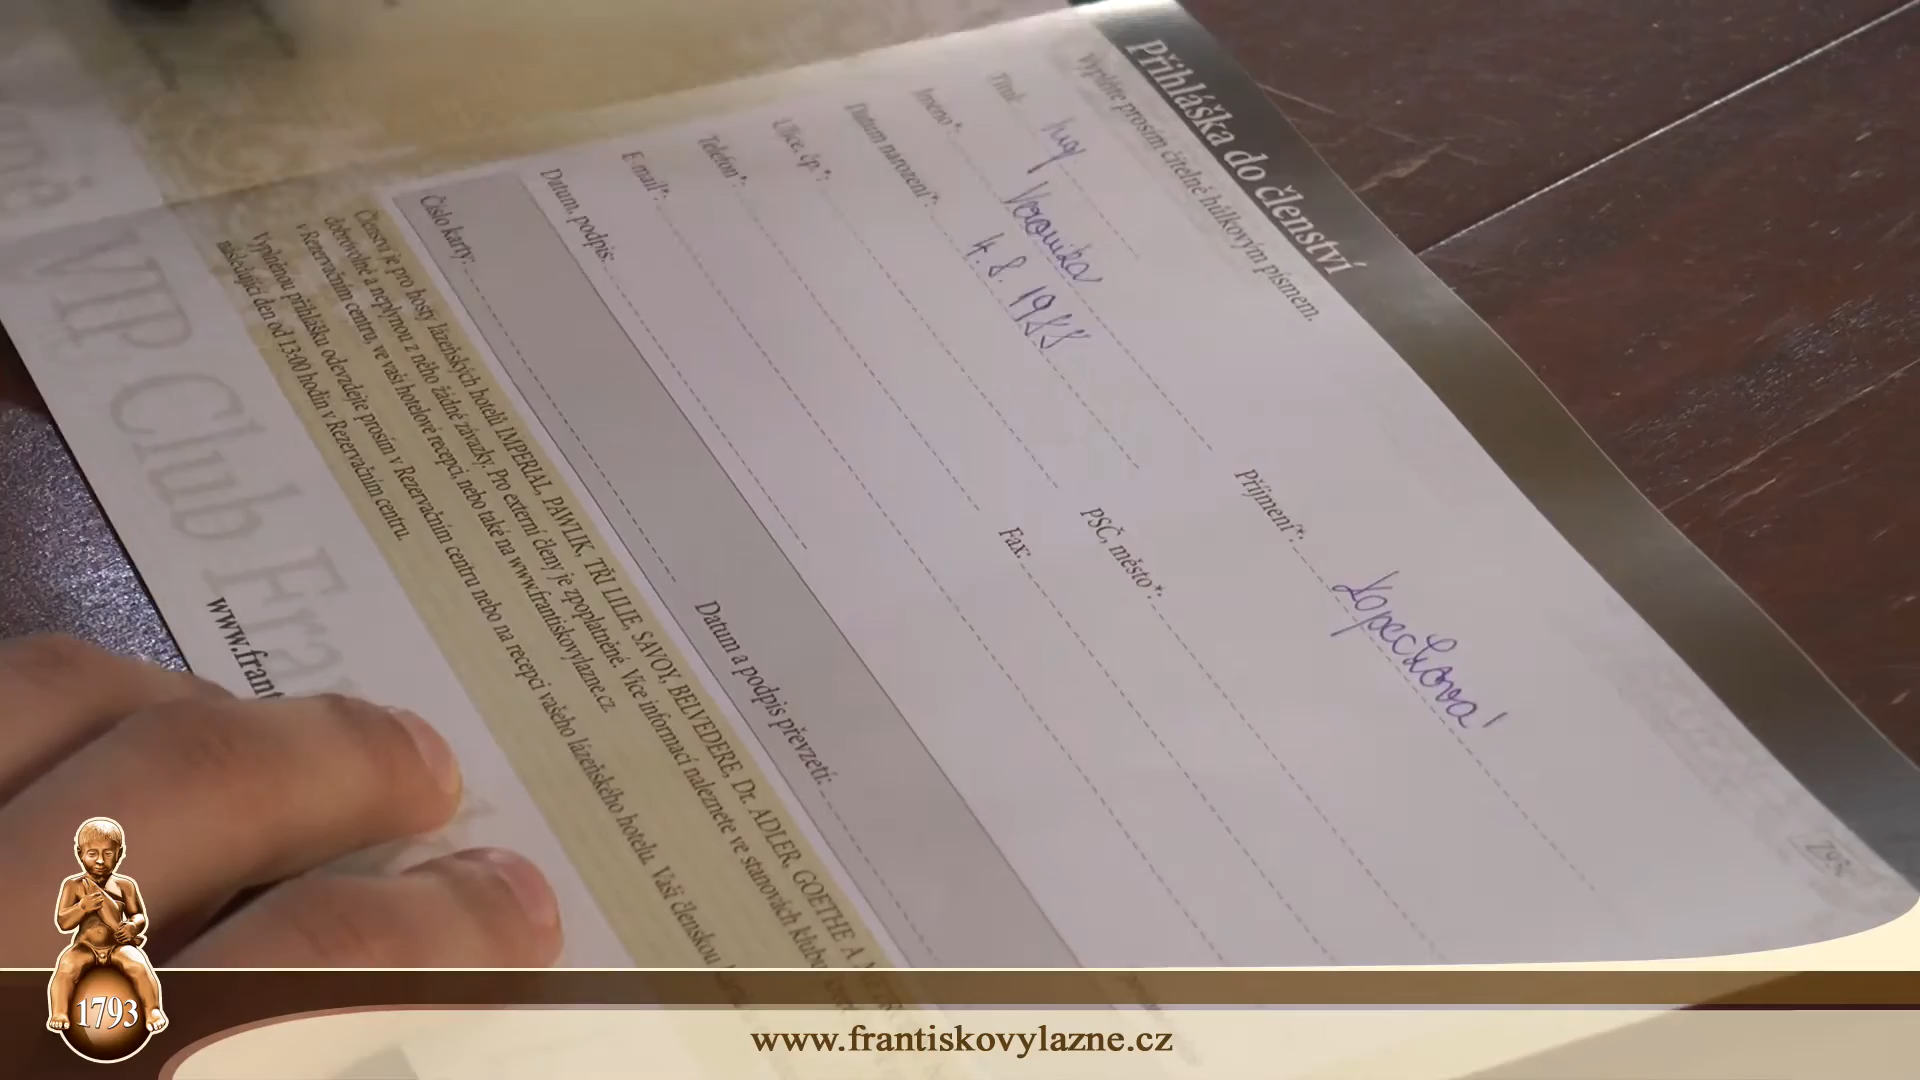 Přihláška do členství
Vyplňte prosím čitelně hůlkovým písmem.
Titul:
Jméno*: Veronika Příjmení*:
Datum narození*: 4. 8. 1988
Ulice, čp.*: PSČ, město*:
Telefon*: Fax:
E-mail*:
Datum, podpis:
Číslo karty: Datum a podpis převzetí:
Členství je pro hosty lázeňských hotelů IMPERIAL, PAWLIK, TŘI LILIE, SAVOY, BELVEDERE, Dr. ADLER, GOETHE A
dobrovolné a neplynou z něho žádné závazky. Pro externí členy je zpoplatněné. Více informací naleznete ve stanovách klubu
v Rezervačním centru, ve vaší hotelové recepci, nebo také na www.frantiskovylazne.cz.
Vyplněnou přihlášku odevzdejte prosím v Rezervačním centru nebo na recepci vašeho lázeňského hotelu. Vaši členskou
následující den od 13:00 hodin v Rezervačním centru.
VIP Club Fran
www.frant
1793
www.frantiskovylazne.cz